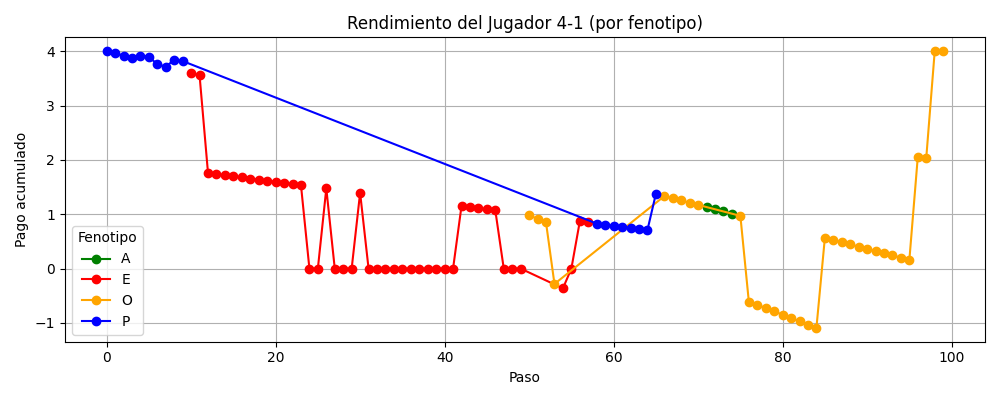 Rendimiento del Jugador 4-1 (por fenotipo)
Pago acumulado
4
3
2
1
0
−1
Fenotipo
A
E
O
P
0 20 40 60 80 100
Paso